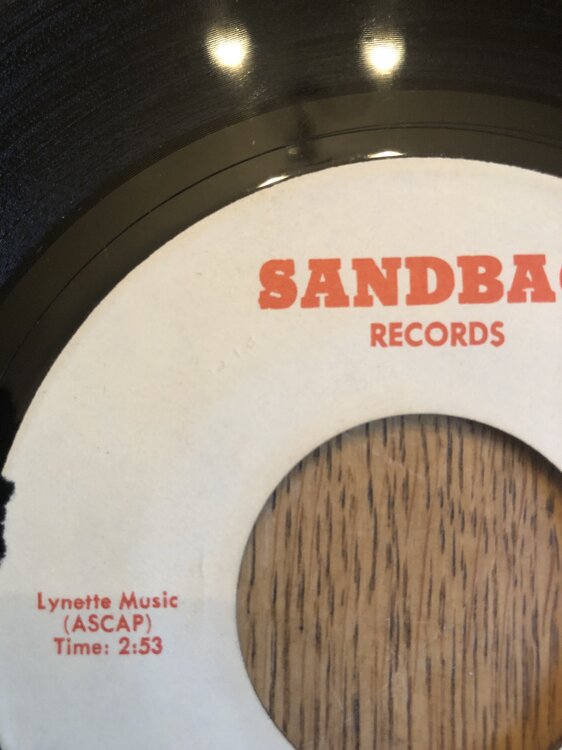 SANDBA
RECORDS
Lynette Music
(ASCAP)
Time: 2:53